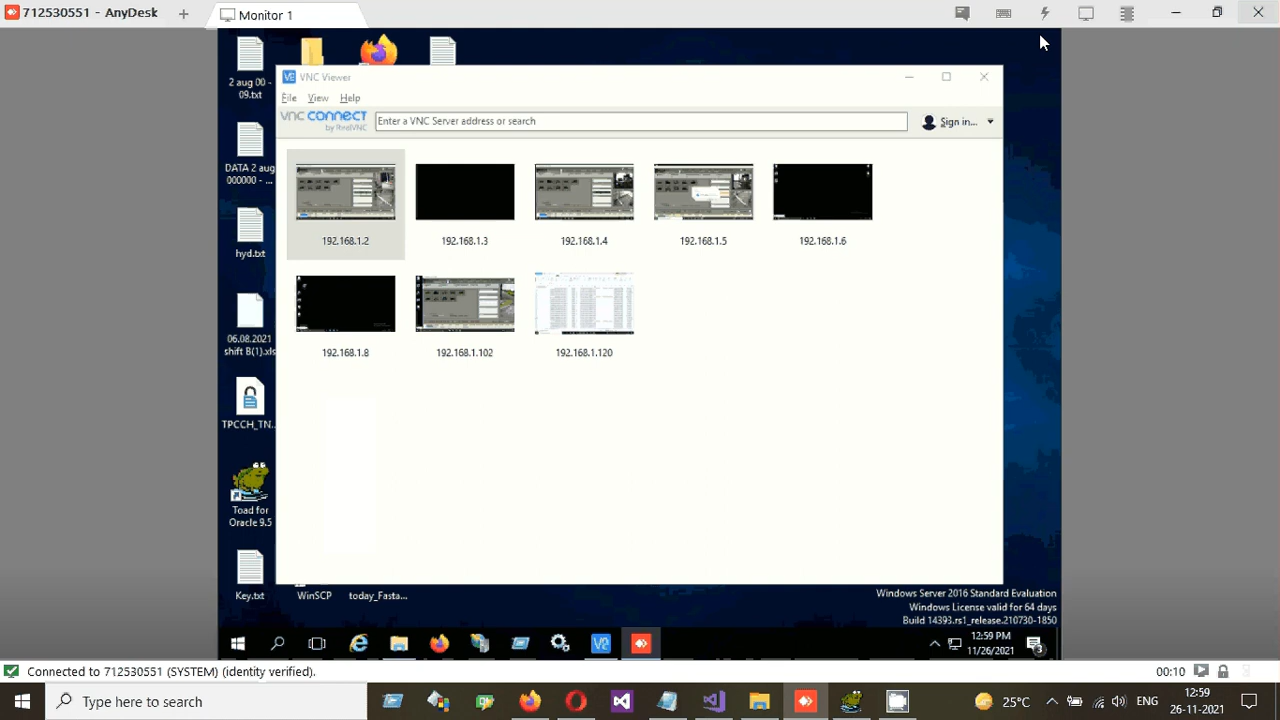 712530551 - AnyDesk
Monitor 1
2 aug 00 -
09.txt
DATA 2 aug
000000 - ...
hyd.txt
06.08.2021
shift B(1).xls
TPCCH_TN...
Toad for
Oracle 9.5
Key.txt
WinSCP
today_Fasta...
VNC Viewer
File View Help
vnc connect
by RealVNC
Enter a VNC Server address or search
Sign in...
192.168.1.2
192.168.1.3
192.168.1.4
192.168.1.5
192.168.1.6
192.168.1.8
192.168.1.102
192.168.1.120
Windows Server 2016 Standard Evaluation
Windows License valid for 64 days
Build 14393.rs1_release.210730-1850
12:59 PM
11/26/2021
3
Connected to 712530551 (SYSTEM) (identity verified).
00:10
Type here to search
25°C
ENG
12:59
26-11-2021